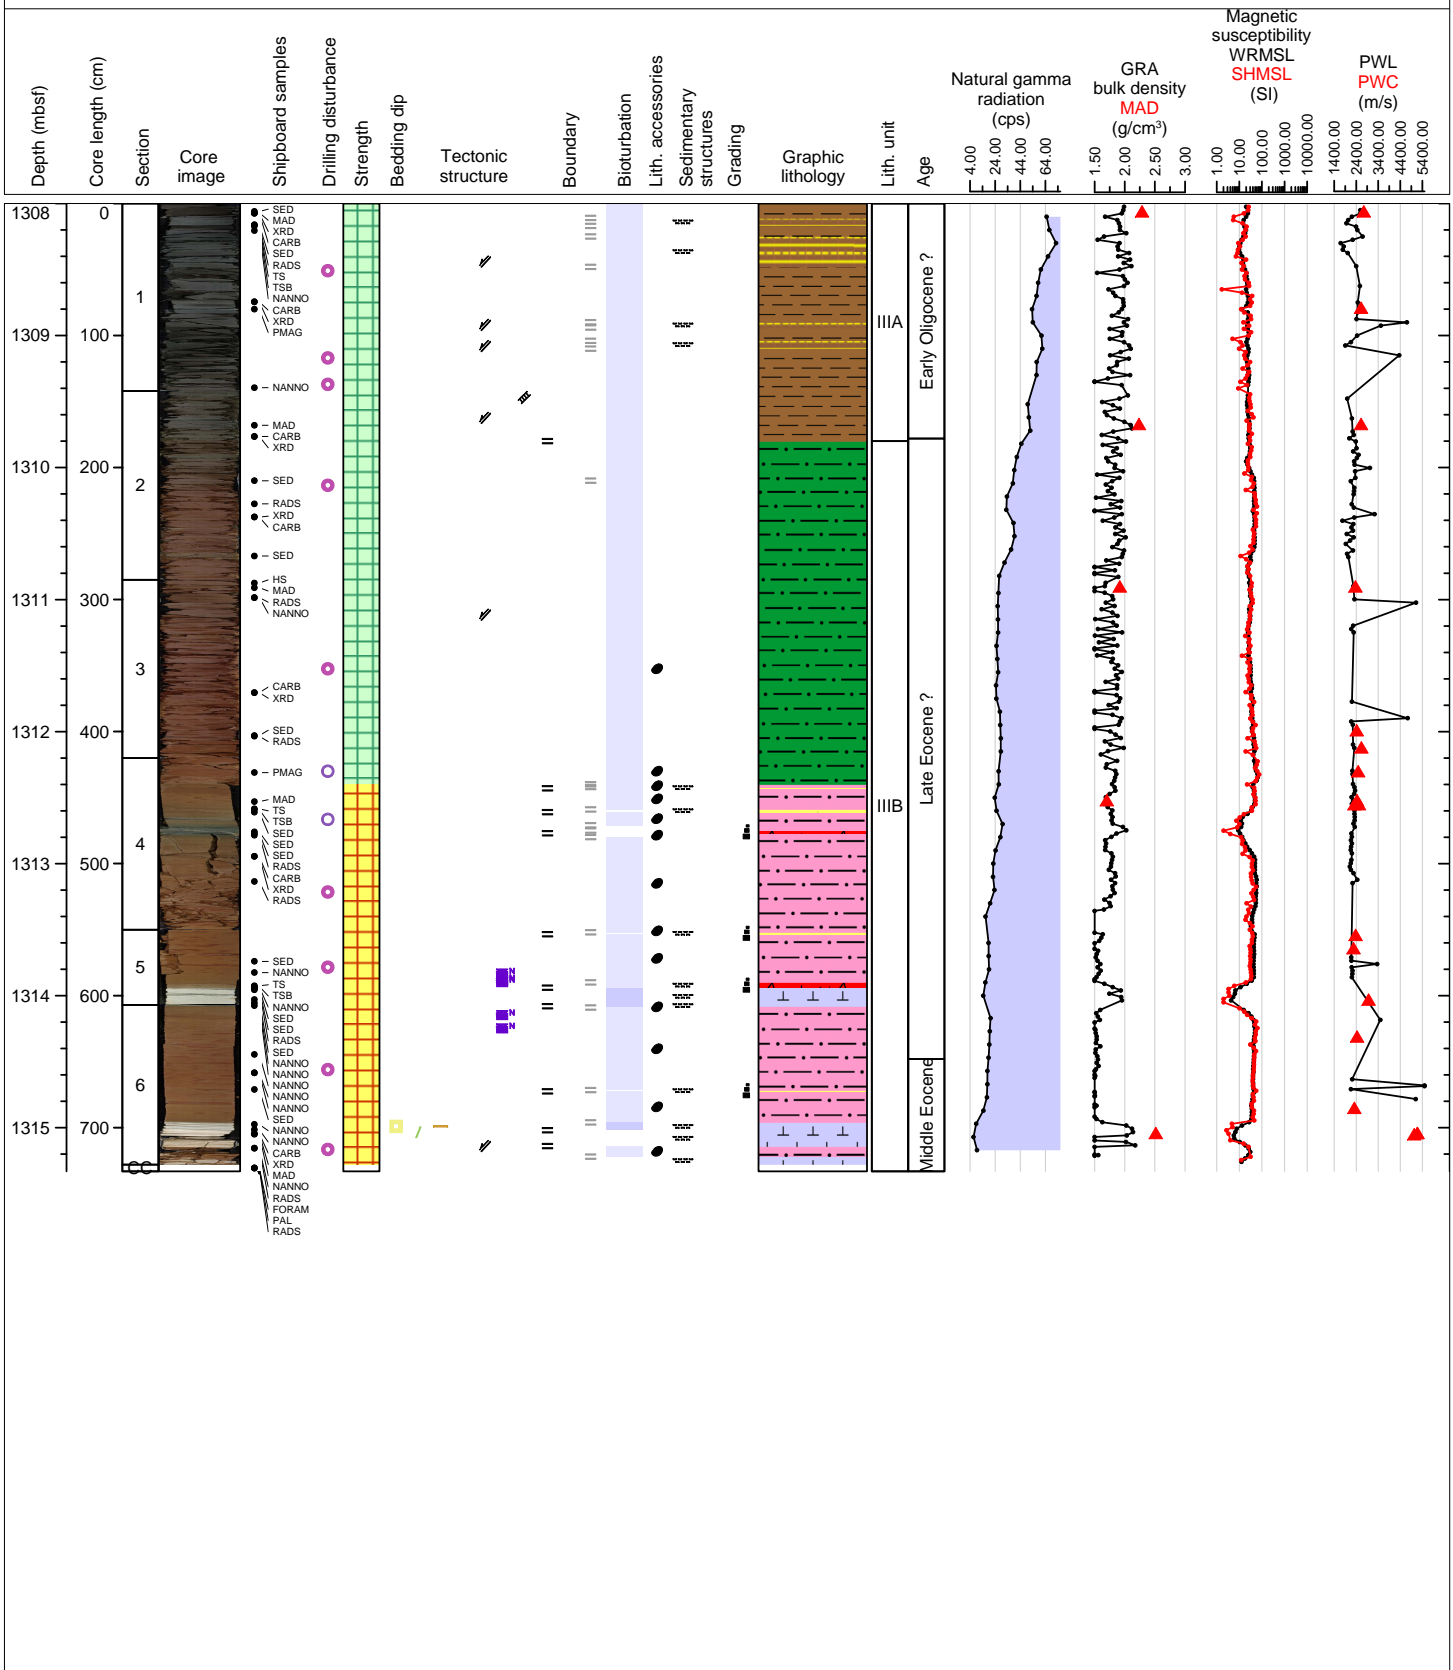 Depth (mbsf)
Core length (cm)
Section
Core
image
Shipboard samples
Drilling disturbance
Strength
Bedding dip
Tectonic
structure
Boundary
Bioturbation
Lith. accessories
Sedimentary
structures
Grading
Graphic
lithology
Lith. unit
Age
Natural gamma
radiation
(cps)
4.00
24.00
44.00
64.00
GRA
bulk density
MAD
(g/cm³)
1.50
2.00
2.50
3.00
Magnetic
susceptibility
WRMSL
SHMSL
(SI)
1.00
10.00
100.00
1000.00
10000.00
PWL
PWC
(m/s)
1400.00
2400.00
3400.00
4400.00
5400.00
1308
1309
1310
1311
1312
1313
1314
1315
0
100
200
300
400
500
600
700
1
2
3
4
5
6
CC
SED
MAD
XRD
CARB
SED
RADS
TS
TSB
NANNO
CARB
XRD
PMAG
NANNO
MAD
CARB
XRD
SED
RADS
XRD
CARB
SED
HS
MAD
RADS
NANNO
CARB
XRD
SED
RADS
PMAG
MAD
TS
TSB
SED
SED
SED
RADS
CARB
XRD
RADS
SED
NANNO
TS
TSB
NANNO
SED
SED
RADS
SED
NANNO
NANNO
NANNO
NANNO
NANNO
SED
NANNO
NANNO
CARB
XRD
MAD
NANNO
RADS
FORAM
PAL
RADS
N
N
N
N
IIIA
IIIB
Early Oligocene ?
Late Eocene ?
Middle Eocene